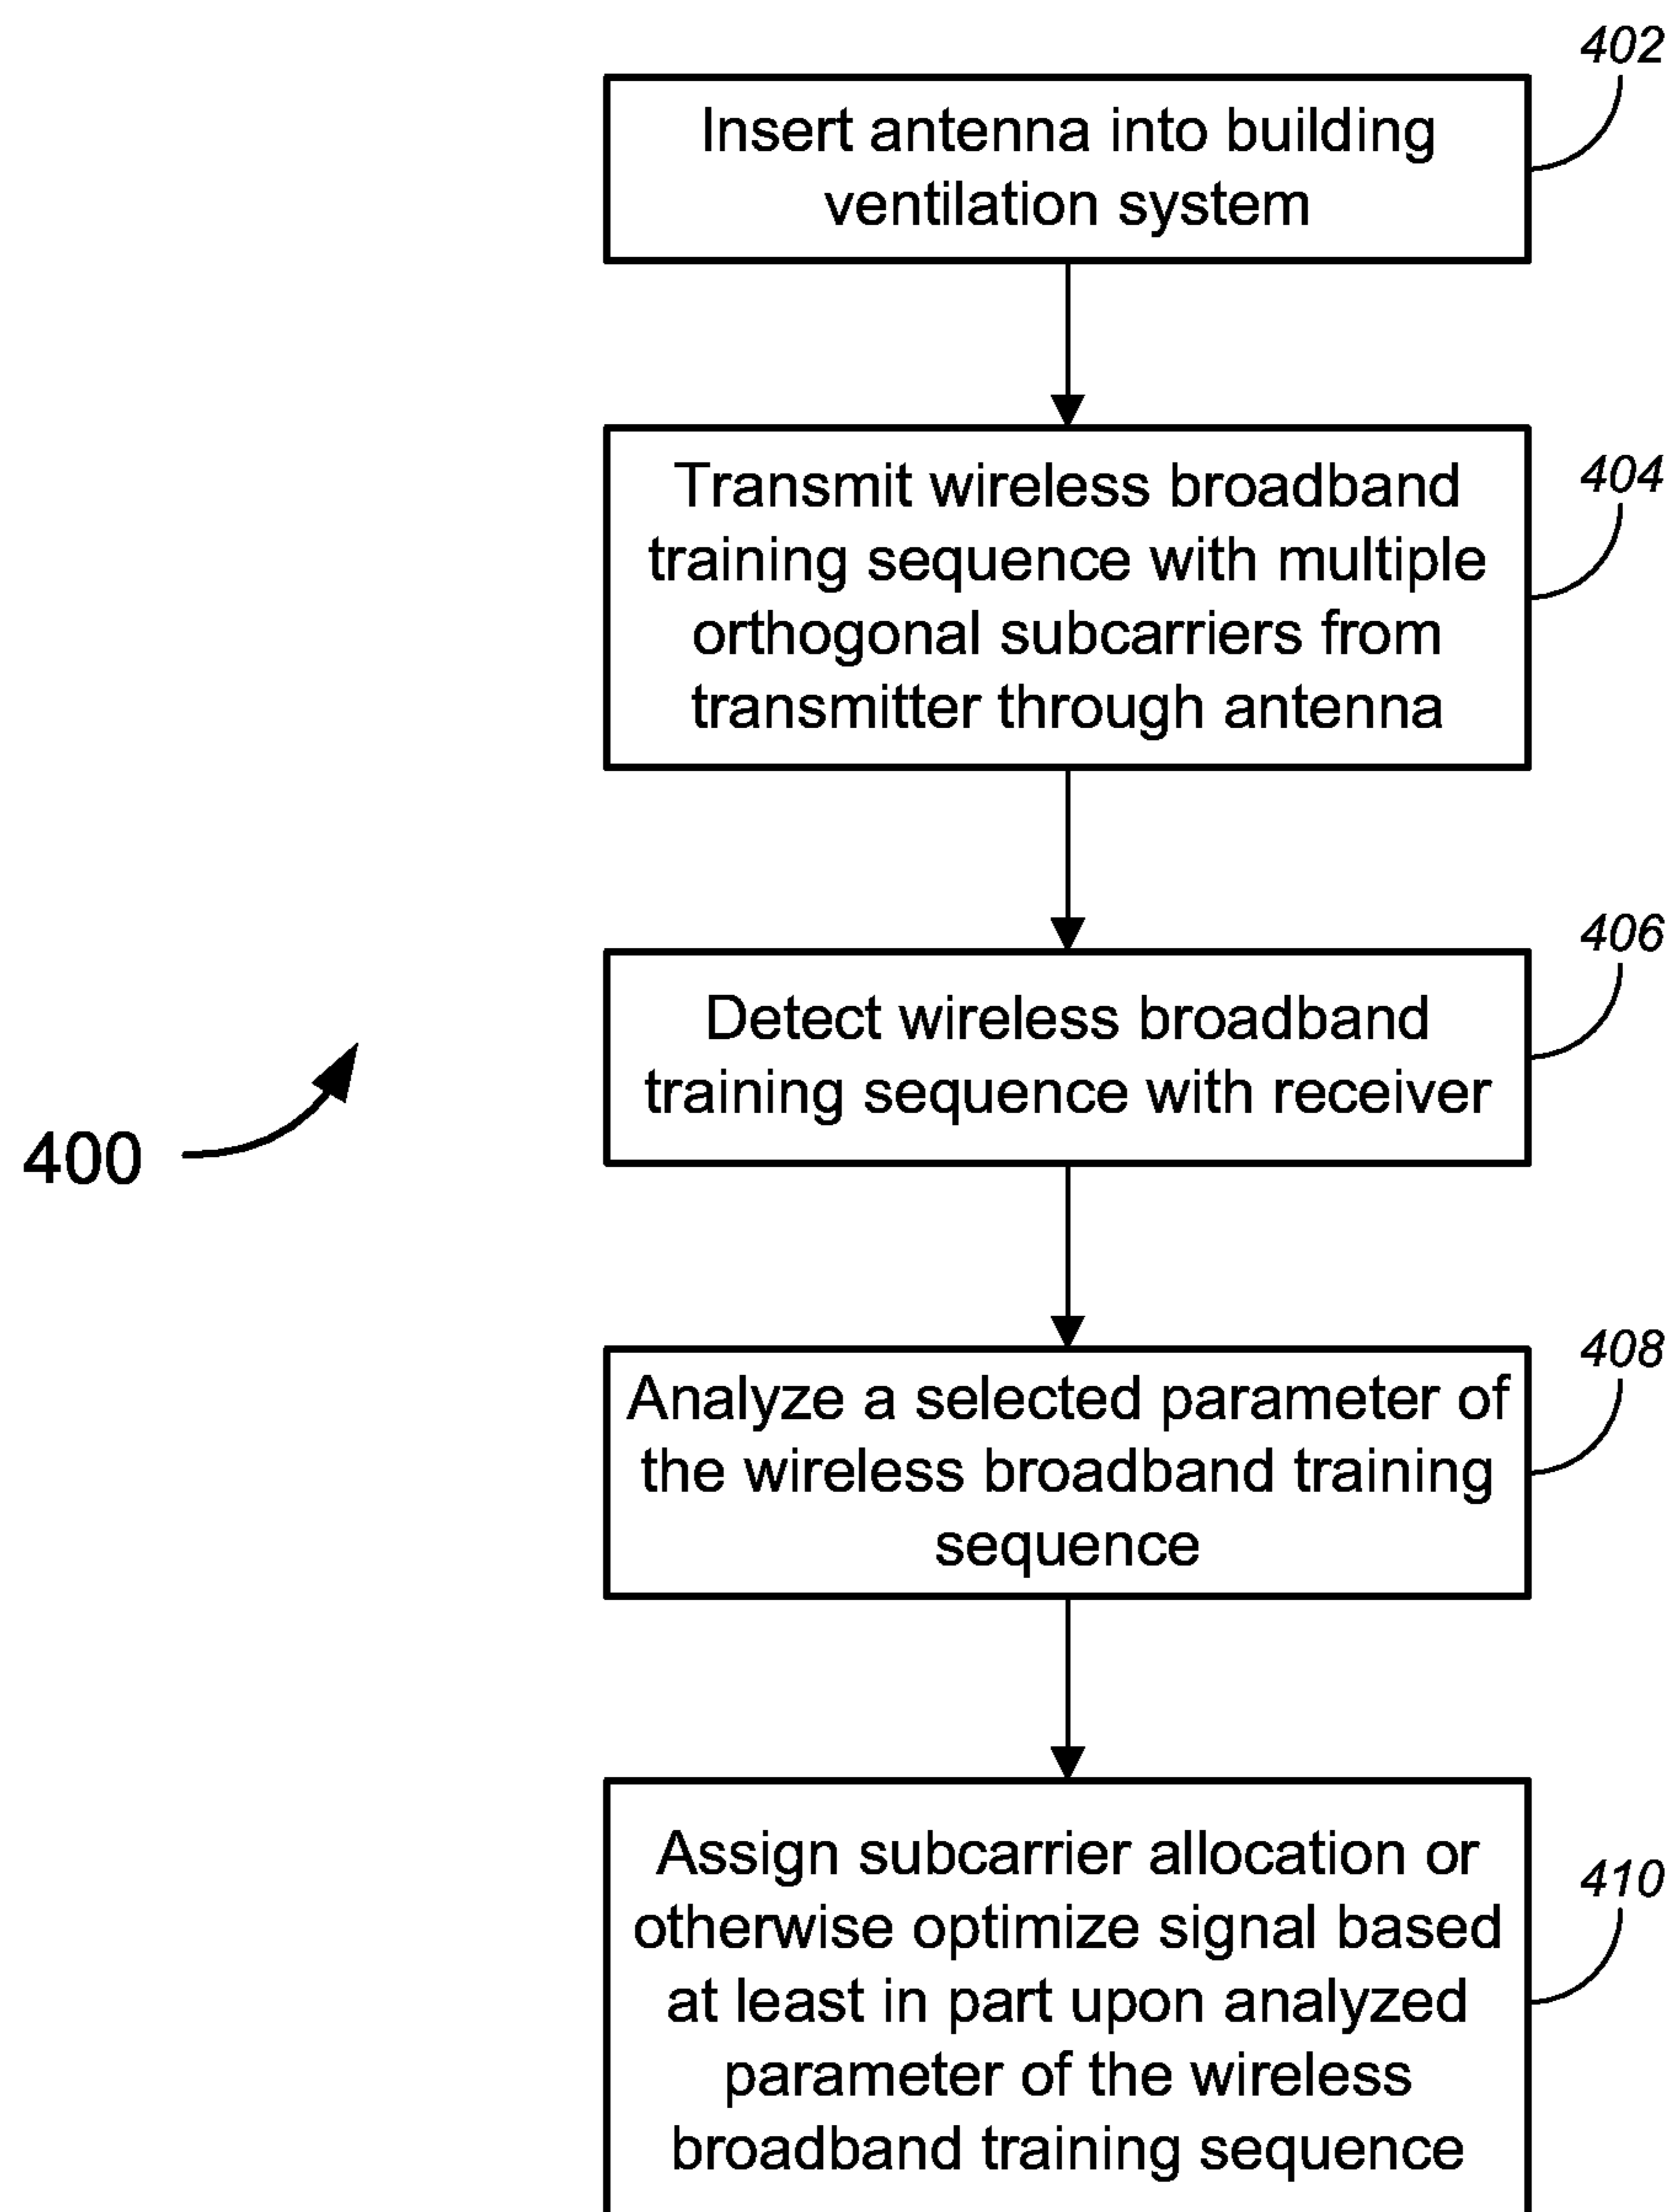 402
Insert antenna into building
ventilation system
404
Transmit wireless broadband
training sequence with multiple
orthogonal subcarriers from
transmitter through antenna
406
Detect wireless broadband
training sequence with receiver
400
408
Analyze a selected parameter of
the wireless broadband training
sequence
410
Assign subcarrier allocation or
otherwise optimize signal based
at least in part upon analyzed
parameter of the wireless
broadband training sequence